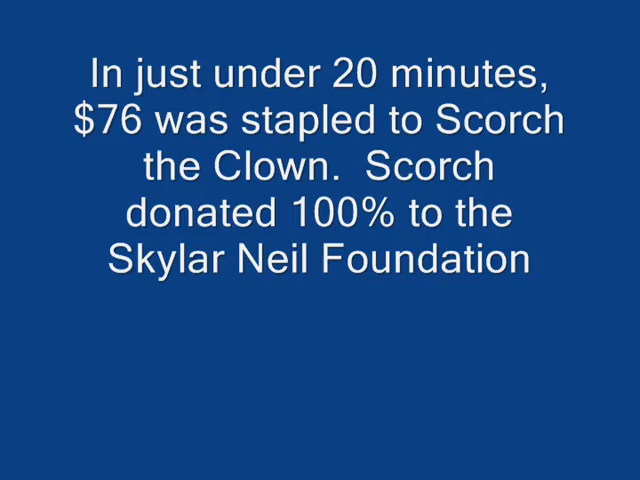 In just under 20 minutes,
$76 was stapled to Scorch
the Clown.  Scorch
donated 100% to the
Skylar Neil Foundation